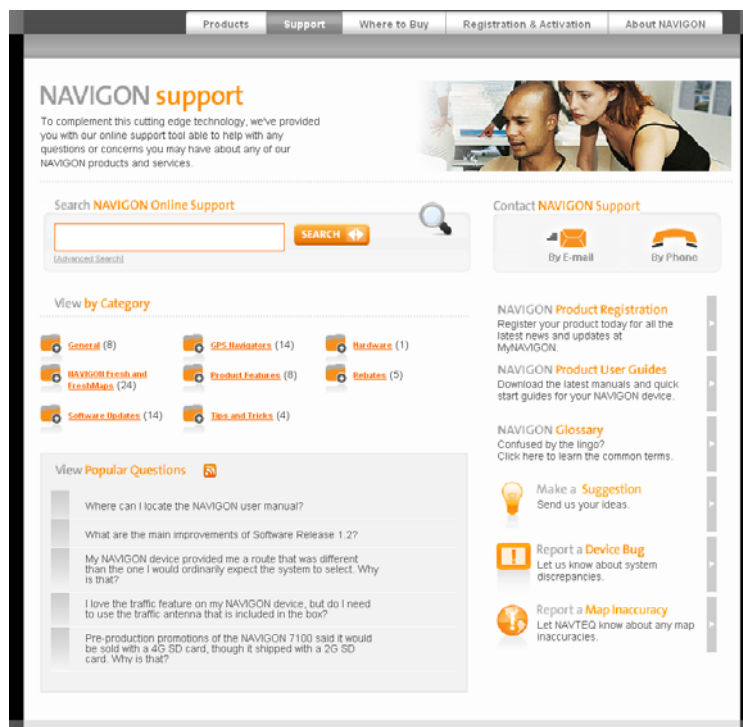 Products Support Where to Buy Registration & Activation About NAVIGON
NAVIGON support
To complement this cutting edge technology, we've provided
you with our online support tool able to help with any
questions or concerns you may have about any of our
NAVIGON products and services.
Search NAVIGON Online Support
SEARCH
[Advanced Search]
Contact NAVIGON Support
By E-mail By Phone
View by Category
General (8) GPS Navigators (14) Hardware (1)
NAVIGON Fresh and
FreshMaps (24)
Product Features (8) Rebates (5)
Software Updates (14) Tips and Tricks (4)
View Popular Questions
Where can I locate the NAVIGON user manual?
What are the main improvements of Software Release 1.2?
My NAVIGON device provided me a route that was different
than the one I would ordinarily expect the system to select. Why
is that?
I love the traffic feature on my NAVIGON device, but do I need
to use the traffic antenna that is included in the box?
Pre-production promotions of the NAVIGON 7100 said it would
be sold with a 4G SD card, though it shipped with a 2G SD
card. Why is that?
NAVIGON Product Registration
Register your product today for all the
latest news and updates at
MyNAVIGON.
NAVIGON Product User Guides
Download the latest manuals and quick
start guides for your NAVIGON device.
NAVIGON Glossary
Confused by the lingo?
Click here to learn the common terms.
Make a Suggestion
Send us your ideas.
Report a Device Bug
Let us know about system
discrepancies.
Report a Map Inaccuracy
Let NAVTEQ know about any map
inaccuracies.